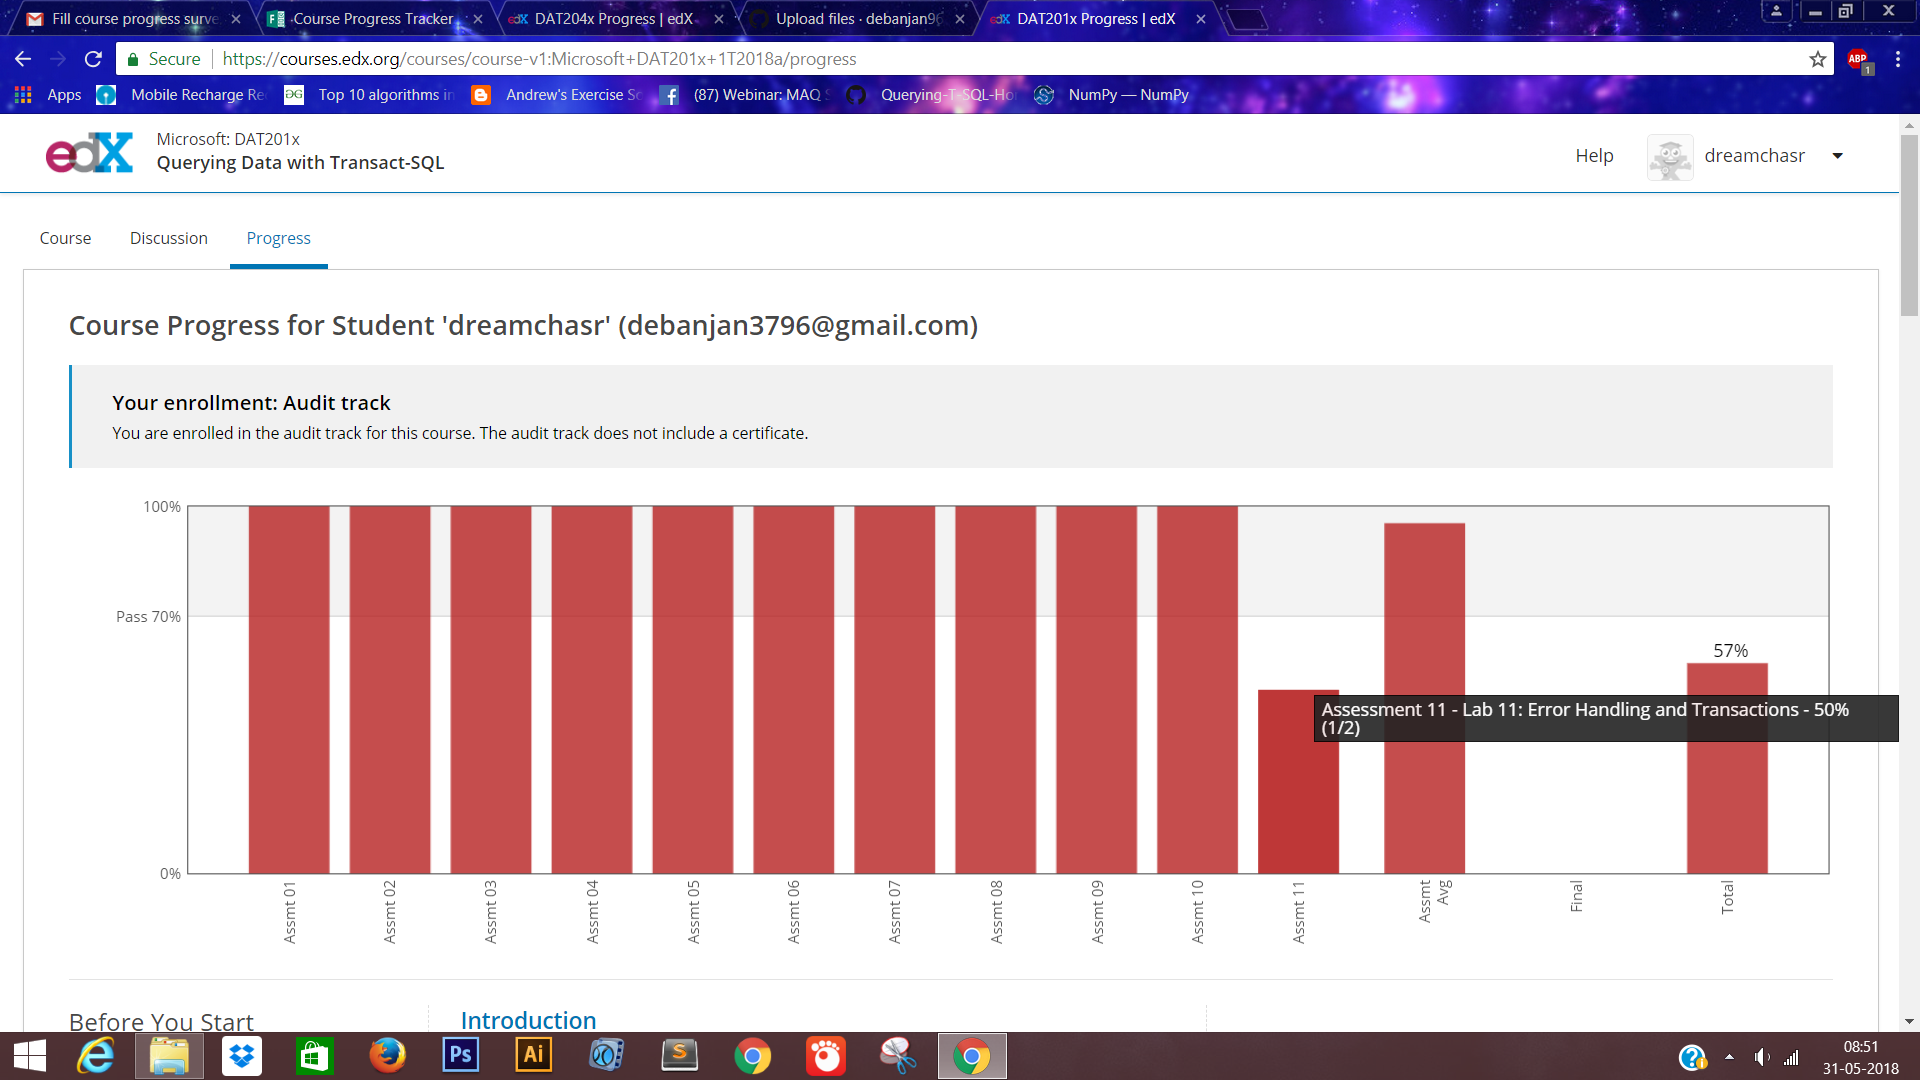 Fill course progress surve
Course Progress Tracker
DAT204x Progress | edX
Upload files · debanjan96
DAT201x Progress | edX
Secure
https://courses.edx.org/courses/course-v1:Microsoft+DAT201x+1T2018a/progress
ABP
1
Apps
Mobile Recharge Re
Top 10 algorithms in
Andrew's Exercise So
(87) Webinar: MAQ S
Querying-T-SQL-Ho
NumPy — NumPy
edX
Microsoft: DAT201x
Querying Data with Transact-SQL
Help
dreamchasr
Course
Discussion
Progress
Course Progress for Student 'dreamchasr' (debanjan3796@gmail.com)
Your enrollment: Audit track
You are enrolled in the audit track for this course. The audit track does not include a certificate.
100%
Pass 70%
0%
57%
Assessment 11 - Lab 11: Error Handling and Transactions - 50%
(1/2)
Assmt 01
Assmt 02
Assmt 03
Assmt 04
Assmt 05
Assmt 06
Assmt 07
Assmt 08
Assmt 09
Assmt 10
Assmt 11
Assmt
Avg
Final
Total
Before You Start
Introduction
Ps
Ai
08:51
31-05-2018